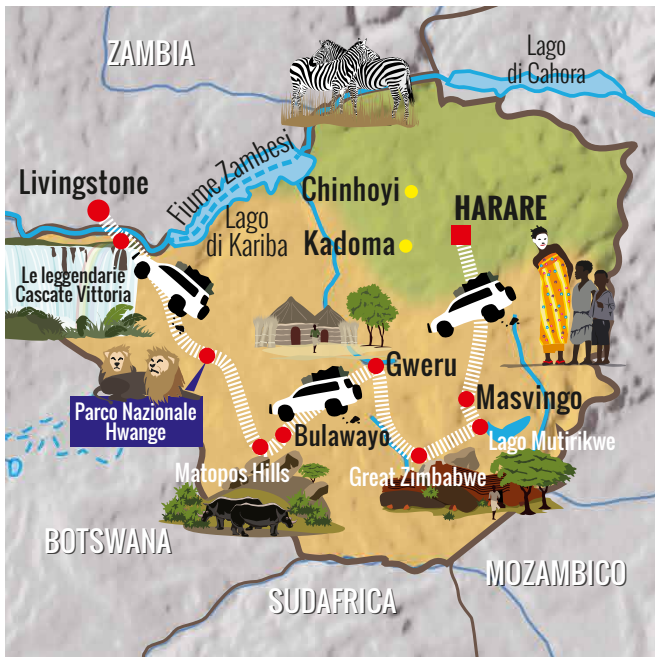 ZAMBIA
Lago
di Cahora
Fiume Zambesi
Livingstone
Chinhoyi
HARARE
Lago
di Kariba
Kadoma
Le leggendarie
Cascate Vittoria
Gweru
Parco Nazionale
Hwange
Masvingo
Bulawayo
Lago Mutirikwe
Matopos Hills
Great Zimbabwe
BOTSWANA
MOZAMBICO
SUDAFRICA